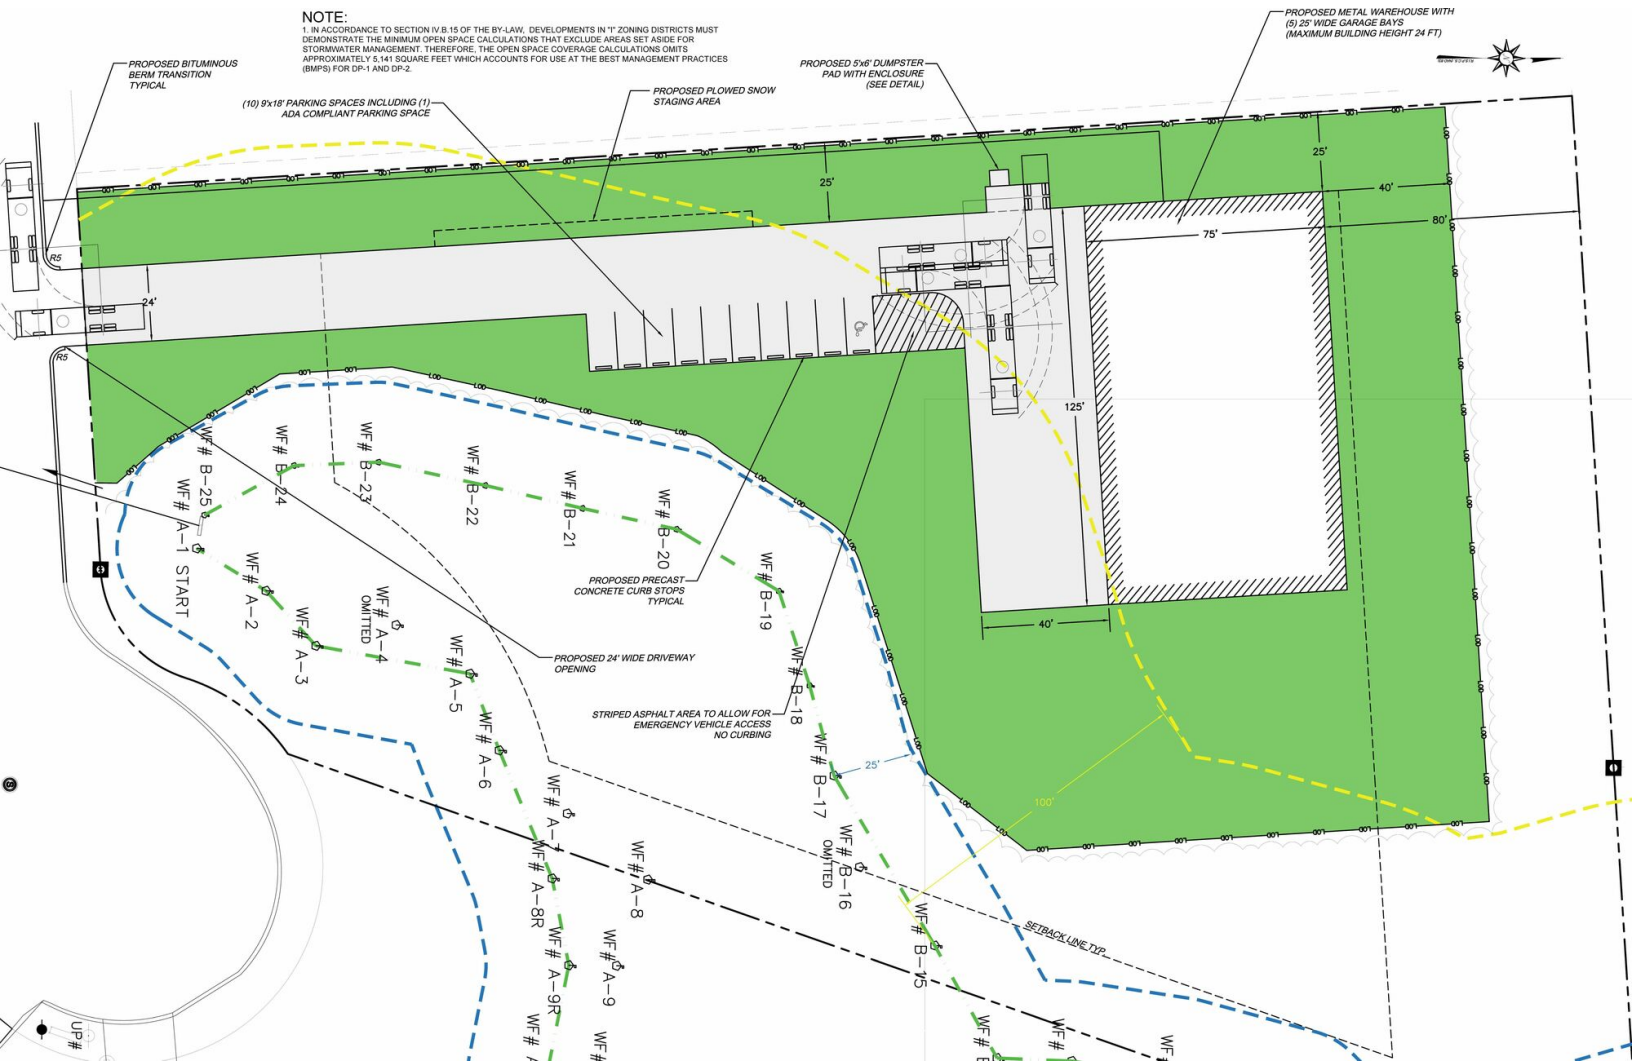 NOTE:
1. IN ACCORDANCE TO SECTION IV.B.15 OF THE BY-LAW, DEVELOPMENTS IN "I" ZONING DISTRICTS MUST
DEMONSTRATE THE MINIMUM OPEN SPACE CALCULATIONS THAT EXCLUDE AREAS SET ASIDE FOR
STORMWATER MANAGEMENT. THEREFORE, THE OPEN SPACE COVERAGE CALCULATIONS OMITS
APPROXIMATELY 5,141 SQUARE FEET WHICH ACCOUNTS FOR USE AT THE BEST MANAGEMENT PRACTICES
(BMPS) FOR DP-1 AND DP-2.
PROPOSED METAL WAREHOUSE WITH
(5) 25' WIDE GARAGE BAYS
(MAXIMUM BUILDING HEIGHT 24 FT)
PROPOSED BITUMINOUS
BERM TRANSITION
TYPICAL
(10) 9'x18' PARKING SPACES INCLUDING (1)
ADA COMPLIANT PARKING SPACE
PROPOSED PLOWED SNOW
STAGING AREA
PROPOSED 5'x6' DUMPSTER
PAD WITH ENCLOSURE
(SEE DETAIL)
25'
25'
40'
80'
75'
R5
24'
R5
125'
40'
LOD
WF# B-25
WF# B-24
WF# B-23
WF# B-22
WF# B-21
WF# B-20
WF# B-19
WF# B-18
WF# B-17
WF# B-16
OMITTED
WF# B-15
WF# A-1 START
WF# A-2
WF# A-3
WF# A-4
OMITTED
WF# A-5
WF# A-6
WF# A-7
WF# A-8R
WF# A-8
WF# A-9R
WF# A-9
PROPOSED PRECAST
CONCRETE CURB STOPS
TYPICAL
PROPOSED 24' WIDE DRIVEWAY
OPENING
STRIPED ASPHALT AREA TO ALLOW FOR
EMERGENCY VEHICLE ACCESS
NO CURBING
25'
100'
SETBACK LINE TYP.
UP#
WF#
WF#
WF#
WF#
WF#